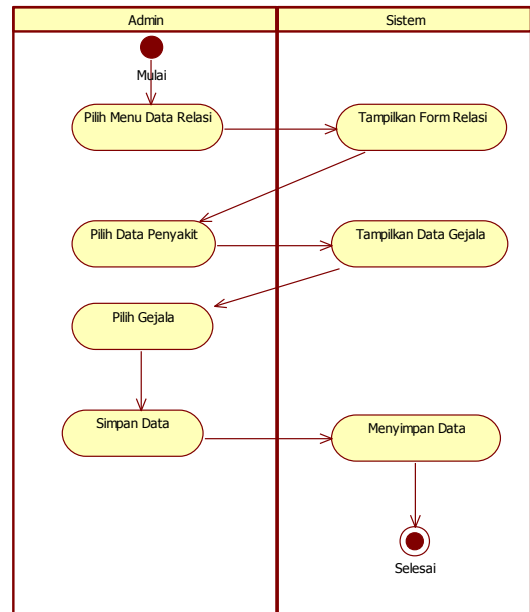 Admin
Sistem
Mulai
Pilih Menu Data Relasi
Tampilkan Form Relasi
Pilih Data Penyakit
Tampilkan Data Gejala
Pilih Gejala
Simpan Data
Menyimpan Data
Selesai